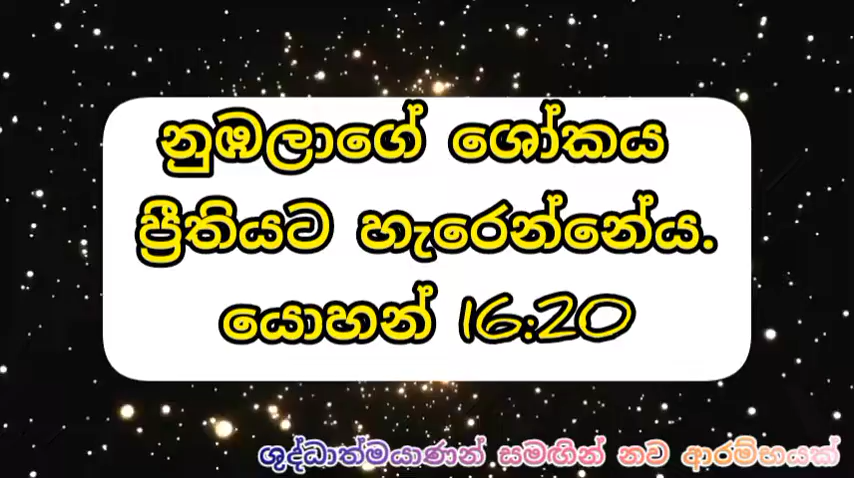 නුඹලාගේ ශෝකය
ප්‍රීතියට හැරෙන්නේය.
යොහන් 16:20
ශුද්ධාත්මයාණන් සමඟින් නව ආරම්භයක්